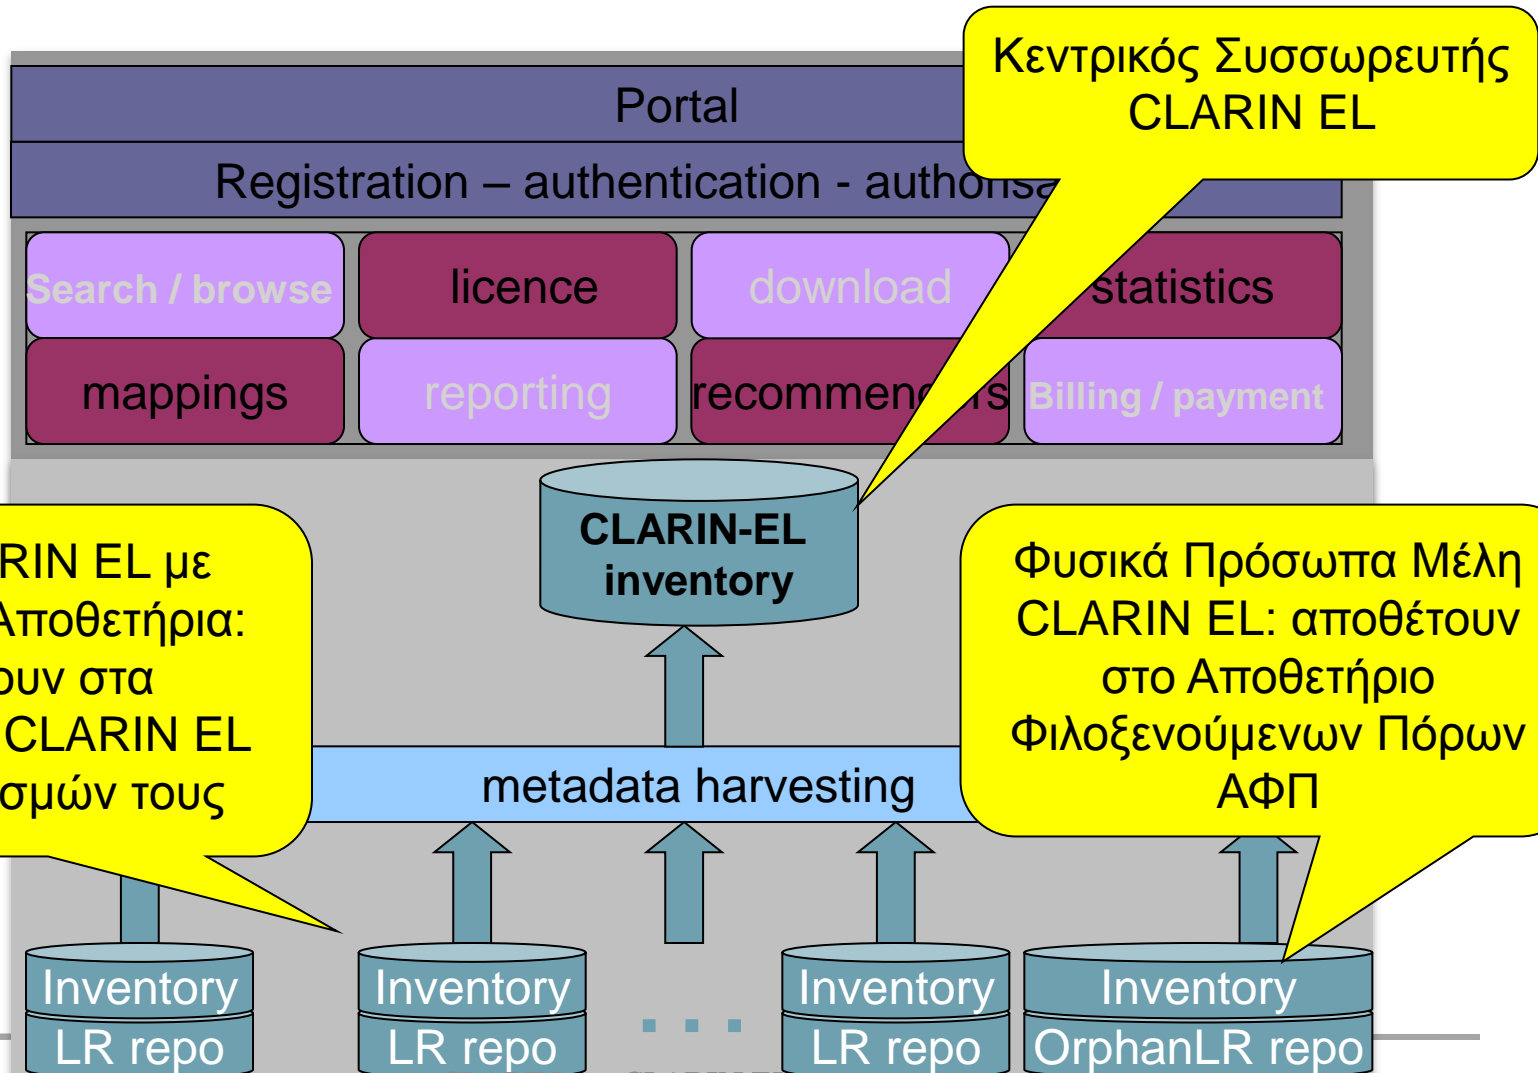 Κεντρικός Συσσωρευτής
CLARIN EL
Portal
Registration – authentication - authorisa
Search / browse
licence
download
statistics
mappings
reporting
recommenders
Billing / payment
CLARIN-EL
inventory
RIN EL με
Αποθετήρια:
ουν στα
CLARIN EL
σμών τους
Φυσικά Πρόσωπα Μέλη
CLARIN EL: αποθέτουν
στο Αποθετήριο
Φιλοξενούμενων Πόρων
ΑΦΠ
metadata harvesting
Inventory
LR repo
Inventory
LR repo
. . .
Inventory
LR repo
Inventory
OrphanLR repo